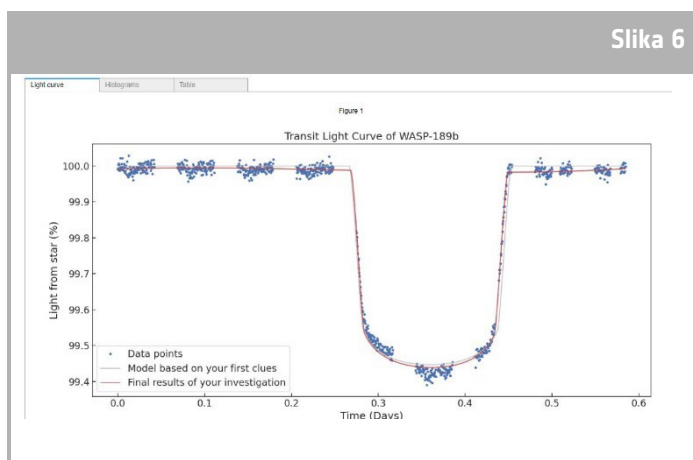 Slika 6
Light curve
Histograms
Table
Figure 1
Transit Light Curve of WASP-189b
Light from star (%)
100.0
99.9
99.8
99.7
99.6
99.5
99.4
Data points
Model based on your first clues
Final results of your investigation
0.0 0.1 0.2 0.3 0.4 0.5 0.6
Time (Days)